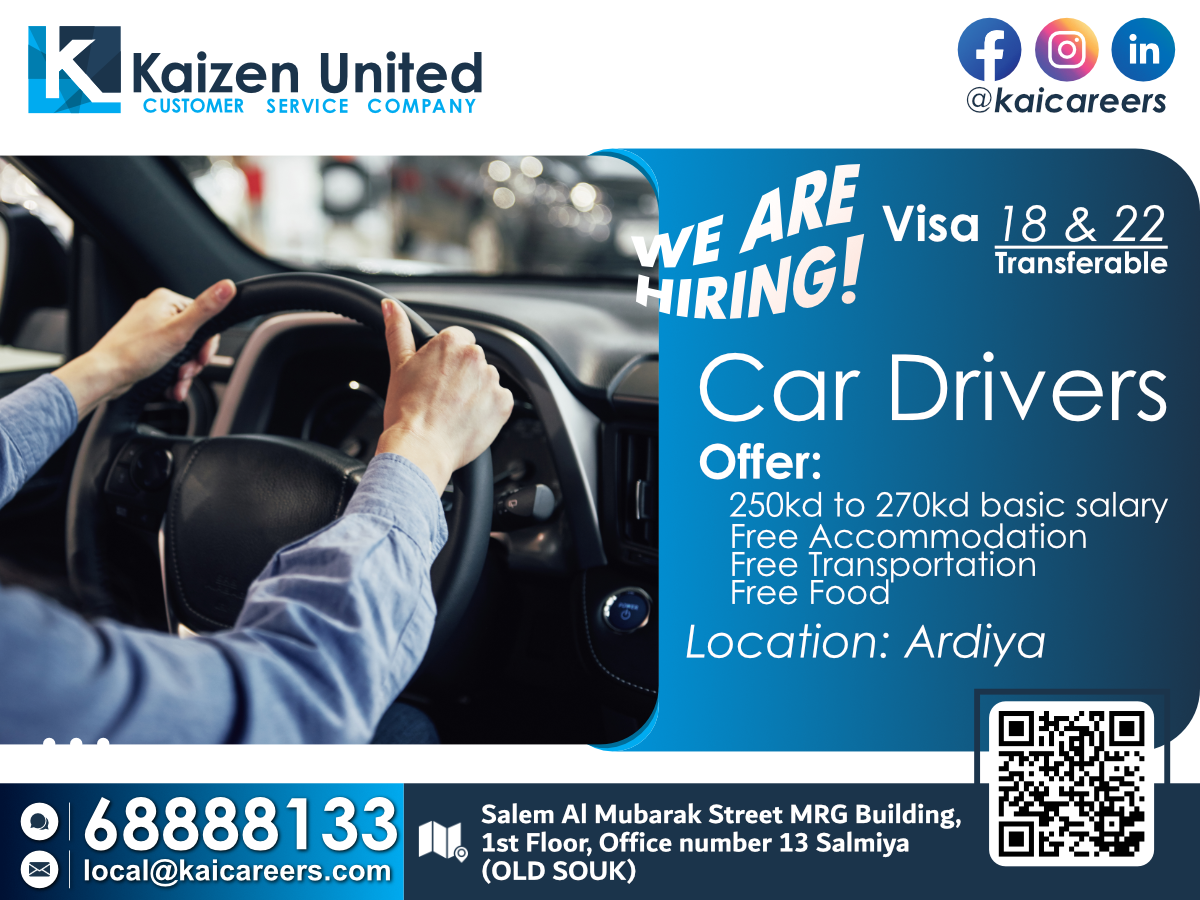 K
Kaizen United
CUSTOMER SERVICE COMPANY
f
in
@kaicareers
WE ARE
HIRING!
Visa 18 & 22
Transferable
Car Drivers
Offer:
250kd to 270kd basic salary
Free Accommodation
Free Transportation
Free Food
Location: Ardiya
POWER
68888133
local@kaicareers.com
Salem Al Mubarak Street MRG Building,
1st Floor, Office number 13 Salmiya
(OLD SOUK)